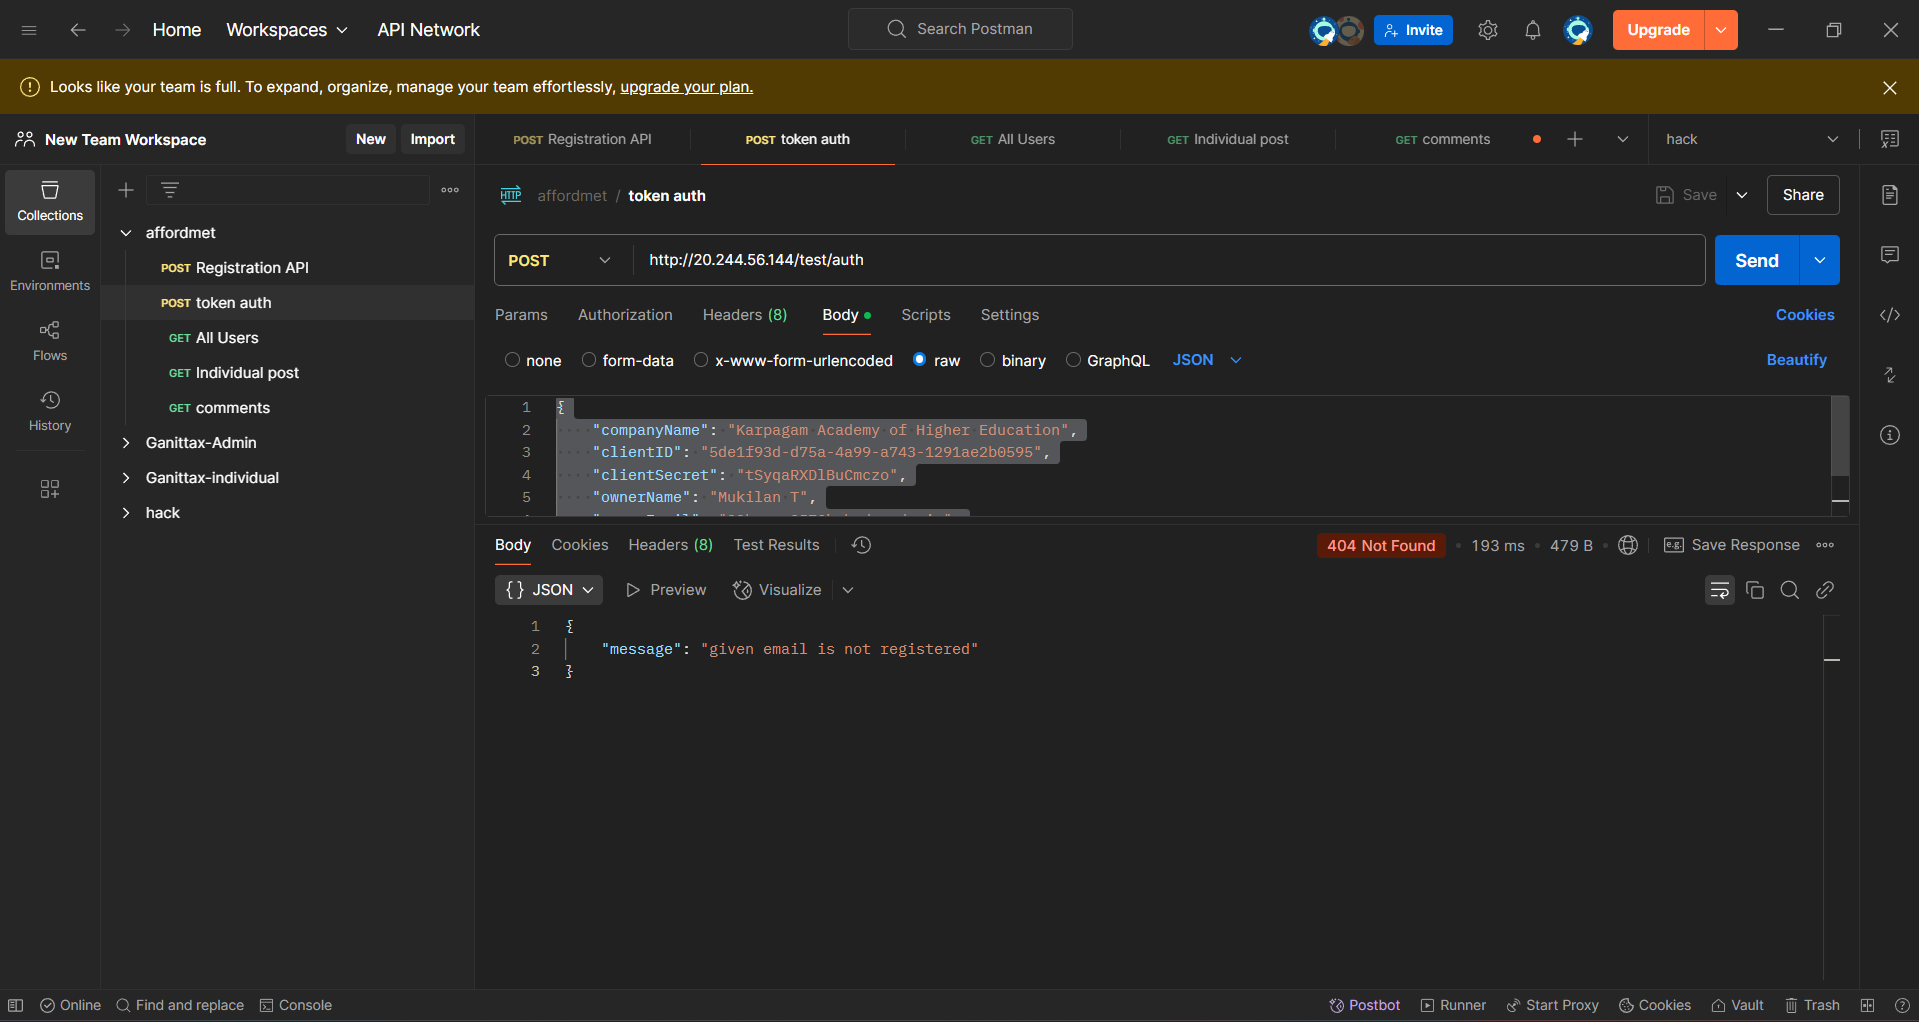 Home Workspaces API Network Search Postman Invite Upgrade
Looks like your team is full. To expand, organize, manage your team effortlessly, upgrade your plan.
New Team Workspace New Import POST Registration API POST token auth GET All Users GET Individual post GET comments hack
Collections
Environments
Flows
History
affordmet
POST Registration API
POST token auth
GET All Users
GET Individual post
GET comments
Ganittax-Admin
Ganittax-individual
hack
HTTP affordmet / token auth Save Share
POST http://20.244.56.144/test/auth Send
Params Authorization Headers (8) Body Scripts Settings Cookies
none form-data x-www-form-urlencoded raw binary GraphQL JSON Beautify
1 {
2 "companyName": "Karpagam Academy of Higher Education",
3 "clientID": "5de1f93d-d75a-4a99-a743-1291ae2b0595",
4 "clientSecret": "tSyqaRXDlBuCmczo",
5 "ownerName": "Mukilan T",
Body Cookies Headers (8) Test Results 404 Not Found 193 ms 479 B e.g. Save Response
{} JSON Preview Visualize
1 {
2 "message": "given email is not registered"
3 }
Online Find and replace Console Postbot Runner Start Proxy Cookies Vault Trash